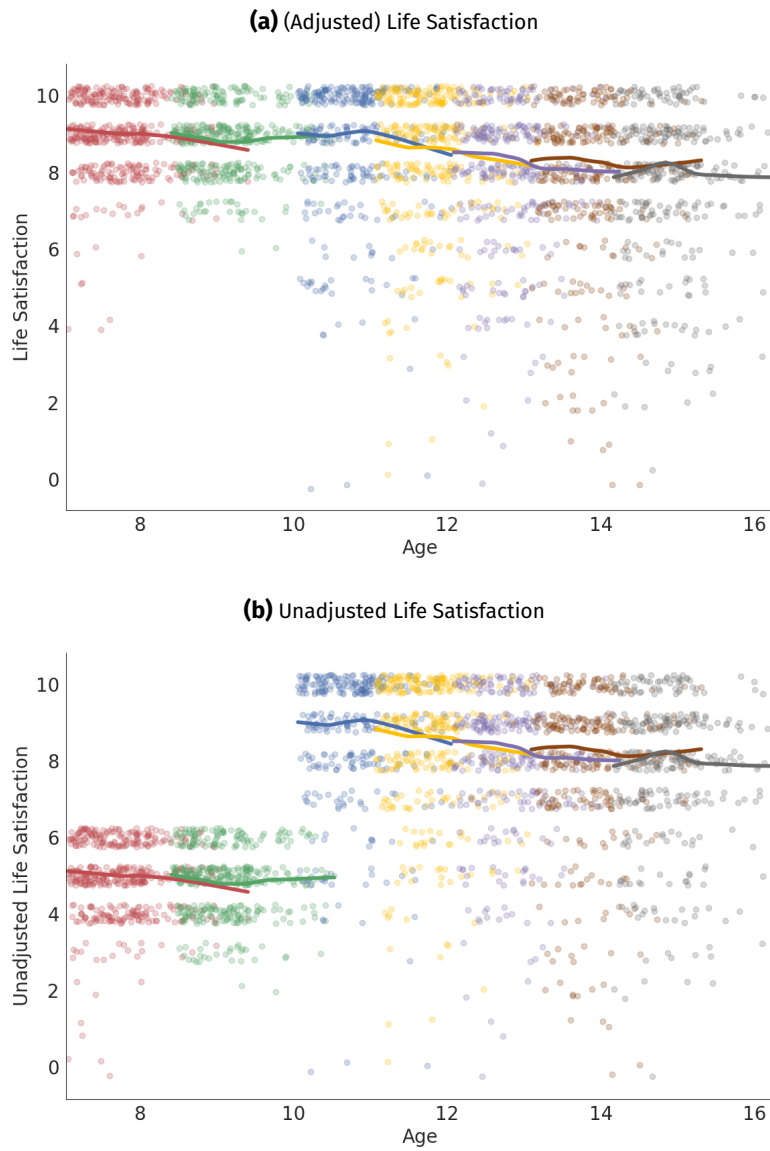 (a) (Adjusted) Life Satisfaction
10
8
6
4
2
0
Life Satisfaction
8 10 12 14 16
Age
(b) Unadjusted Life Satisfaction
10
8
6
4
2
0
Unadjusted Life Satisfaction
8 10 12 14 16
Age